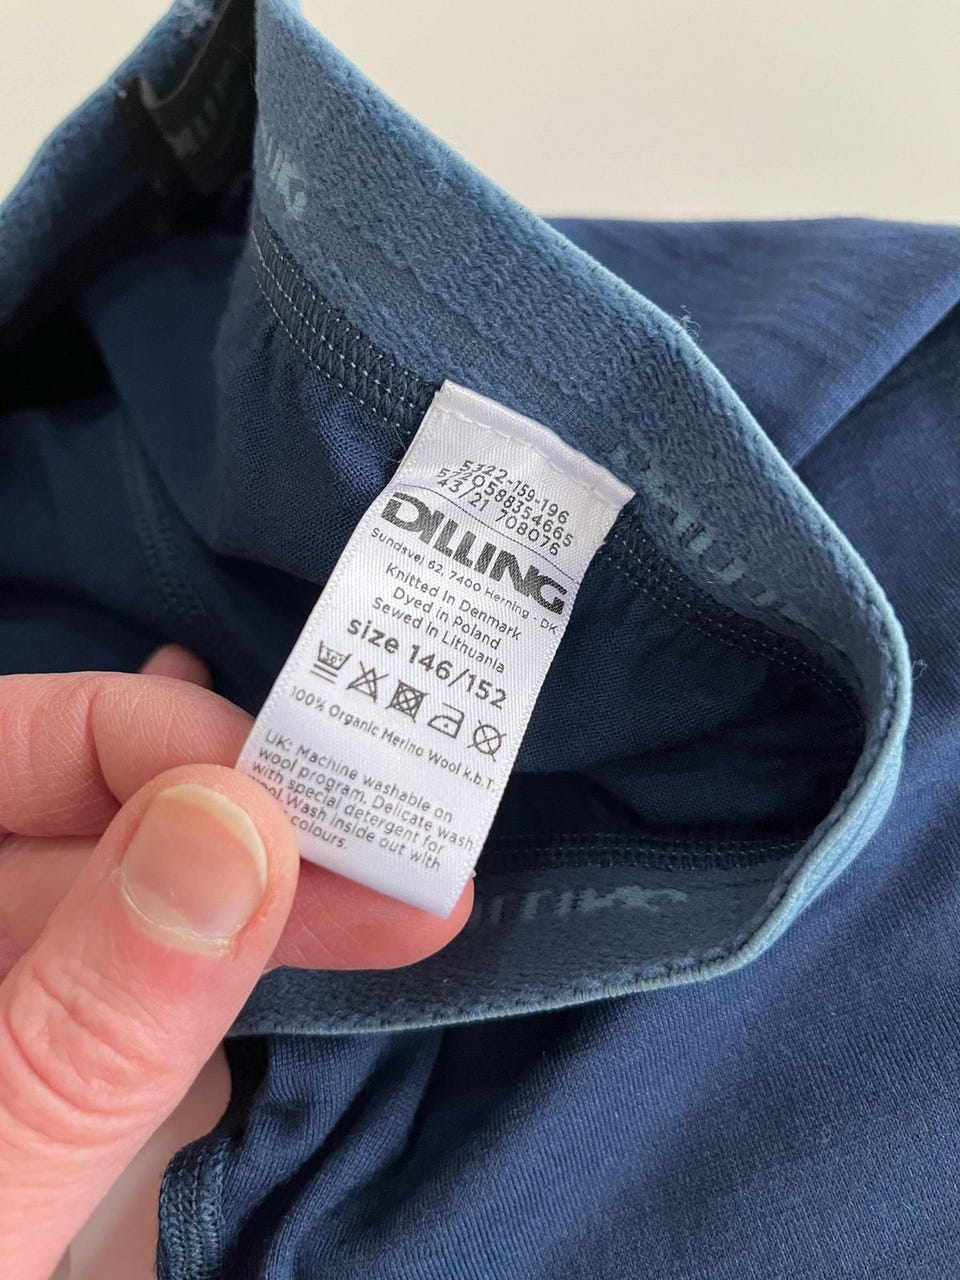 5322-159-196
5720588354665
43/21 708076
DILLING
Sundsvej 62, 7400 Herning - DK
Knitted in Denmark
Dyed in Poland
Sewed in Lithuania
size 146/152
30
100% Organic Merino Wool k.b.T.
UK: Machine washable on
wool program. Delicate wash
with special detergent for
wool Wash inside out with
colours.